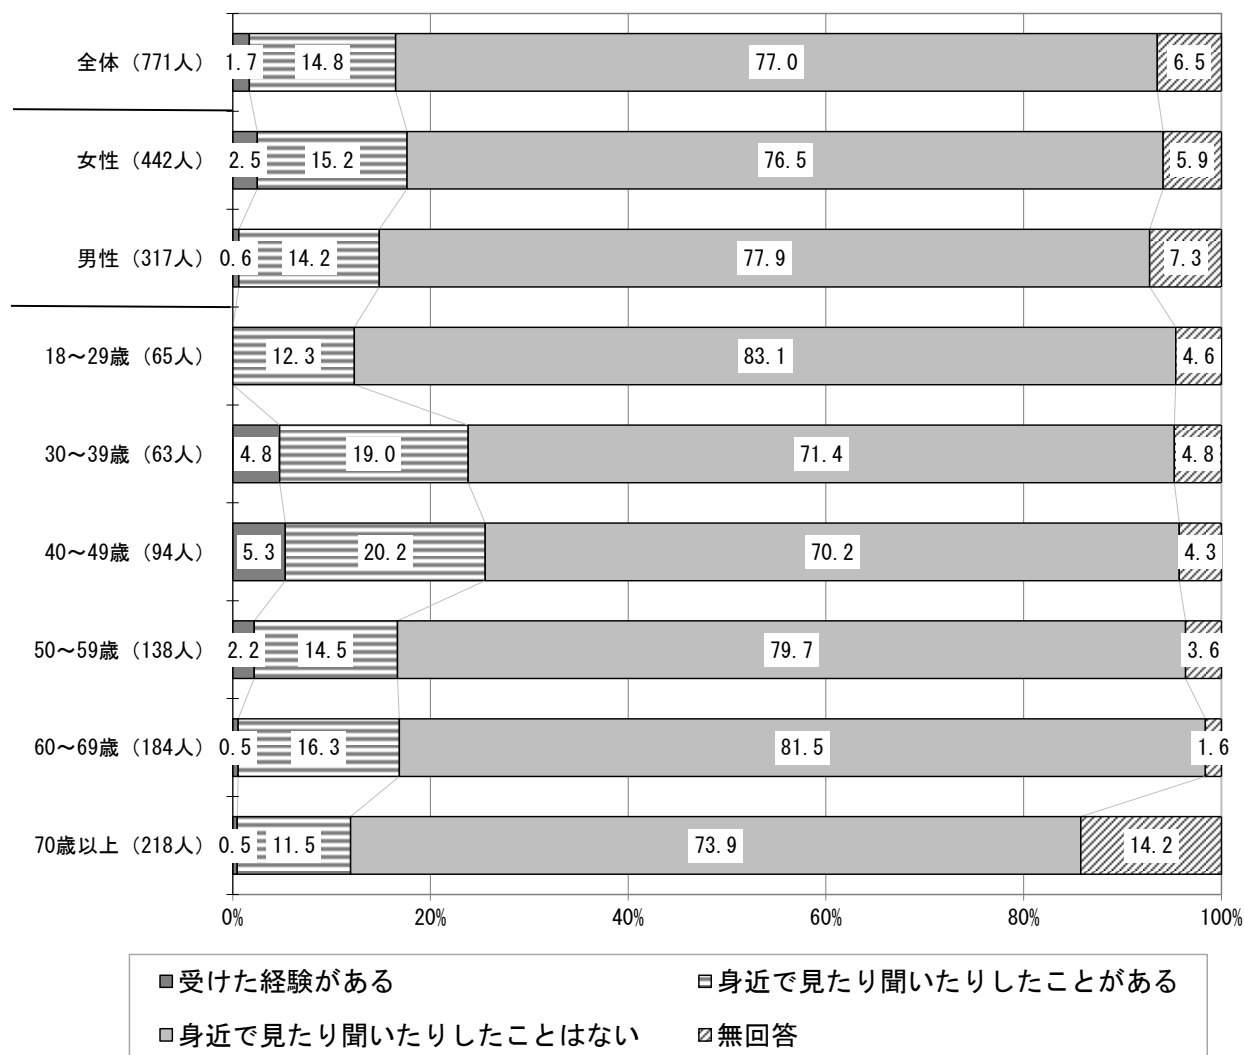 全体（771人） 1.7 14.8 77.0 6.5
女性（442人） 2.5 15.2 76.5 5.9
男性（317人） 0.6 14.2 77.9 7.3
18～29歳（65人） 12.3 83.1 4.6
30～39歳（63人） 4.8 19.0 71.4 4.8
40～49歳（94人） 5.3 20.2 70.2 4.3
50～59歳（138人） 2.2 14.5 79.7 3.6
60～69歳（184人） 0.5 16.3 81.5 1.6
70歳以上（218人） 0.5 11.5 73.9 14.2
0% 20% 40% 60% 80% 100%
受けた経験がある 身近で見たり聞いたりしたことがある
身近で見たり聞いたりしたことはない 無回答